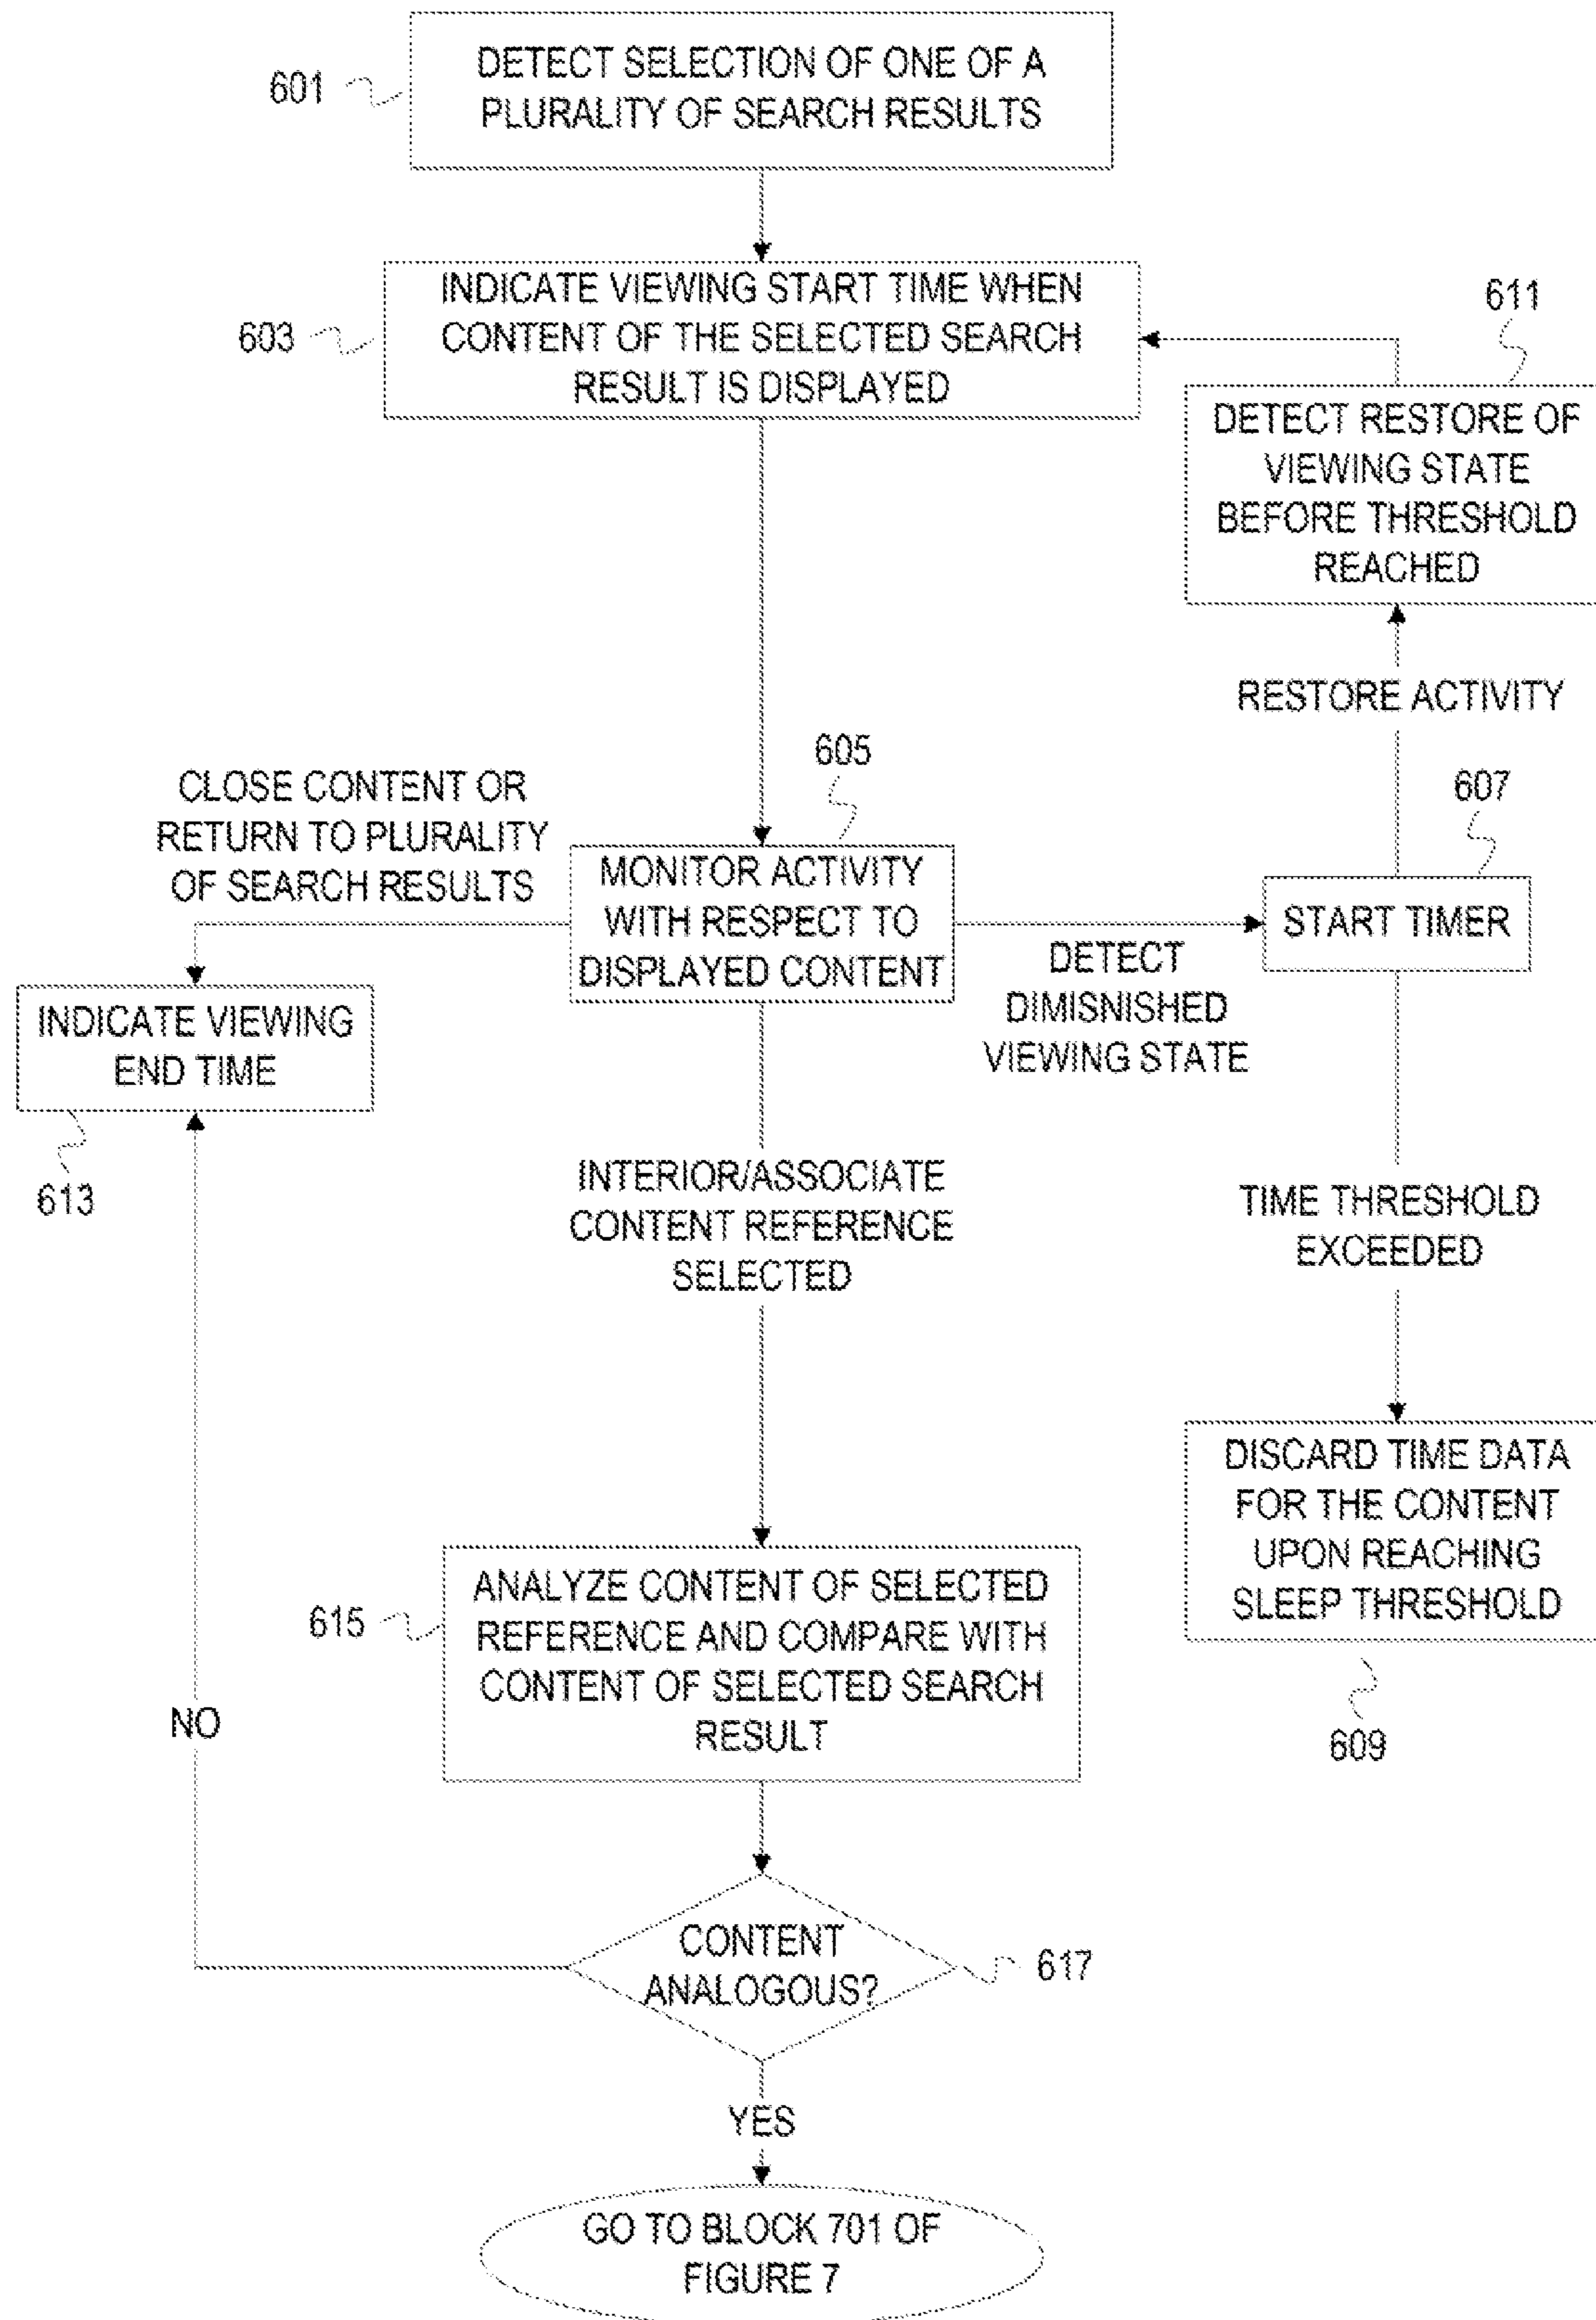 601
DETECT SELECTION OF ONE OF A
PLURALITY OF SEARCH RESULTS
603
INDICATE VIEWING START TIME WHEN
CONTENT OF THE SELECTED SEARCH
RESULT IS DISPLAYED
611
DETECT RESTORE OF
VIEWING STATE
BEFORE THRESHOLD
REACHED
RESTORE ACTIVITY
605
607
CLOSE CONTENT OR
RETURN TO PLURALITY
OF SEARCH RESULTS
MONITOR ACTIVITY
WITH RESPECT TO
DISPLAYED CONTENT
START TIMER
DETECT
DIMISNISHED
VIEWING STATE
INDICATE VIEWING
END TIME
613
INTERIOR/ASSOCIATE
CONTENT REFERENCE
SELECTED
TIME THRESHOLD
EXCEEDED
DISCARD TIME DATA
FOR THE CONTENT
UPON REACHING
SLEEP THRESHOLD
609
615
ANALYZE CONTENT OF SELECTED
REFERENCE AND COMPARE WITH
CONTENT OF SELECTED SEARCH
RESULT
NO
CONTENT
ANALOGOUS?
617
YES
GO TO BLOCK 701 OF
FIGURE 7